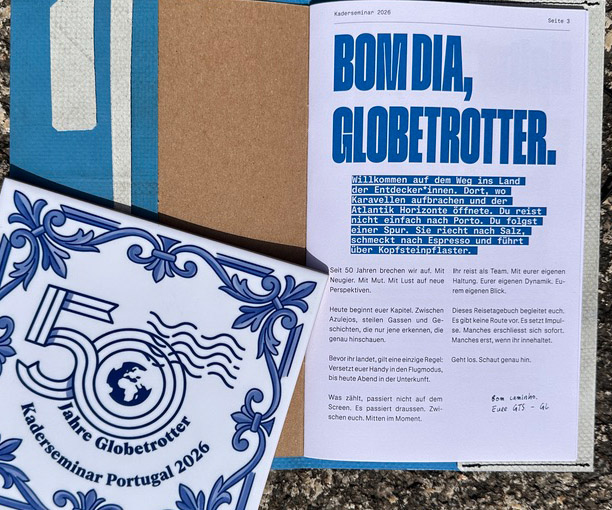 Kaderseminar 2026
Seite 3
BOM DIA,
GLOBETROTTER.
Willkommen auf dem Weg ins Land
der Entdecker*innen. Dort, wo
Karavellen aufbrachen und der
Atlantik Horizonte öffnete. Du reist
nicht einfach nach Porto. Du folgst
einer Spur. Sie riecht nach Salz,
schmeckt nach Espresso und führt
über Kopfsteinpflaster.
Seit 50 Jahren brechen wir auf. Mit
Neugier. Mit Mut. Mit Lust auf neue
Perspektiven.
Heute beginnt euer Kapitel. Zwischen
Azulejos, steilen Gassen und Ge-
schichten, die nur jene erkennen, die
genau hinschauen.
Bevor ihr landet, gilt eine einzige Regel:
Versetzt euer Handy in den Flugmodus,
bis heute Abend in der Unterkunft.
Was zählt, passiert nicht auf dem
Screen. Es passiert draussen. Zwi-
schen euch. Mitten im Moment.
Ihr reist als Team. Mit eurer eigenen
Haltung. Eurer eigenen Dynamik. Eu-
rem eigenen Blick.
Dieses Reisetagebuch begleitet euch.
Es gibt keine Route vor. Es setzt Impul-
se. Manches erschliesst sich sofort.
Manches erst, wenn ihr innehaltet.
Geht los. Schaut genau hin.
Bom caminho.
Eure GTS - GL
50
Jahre Globetrotter
Kaderseminar Portugal 2026